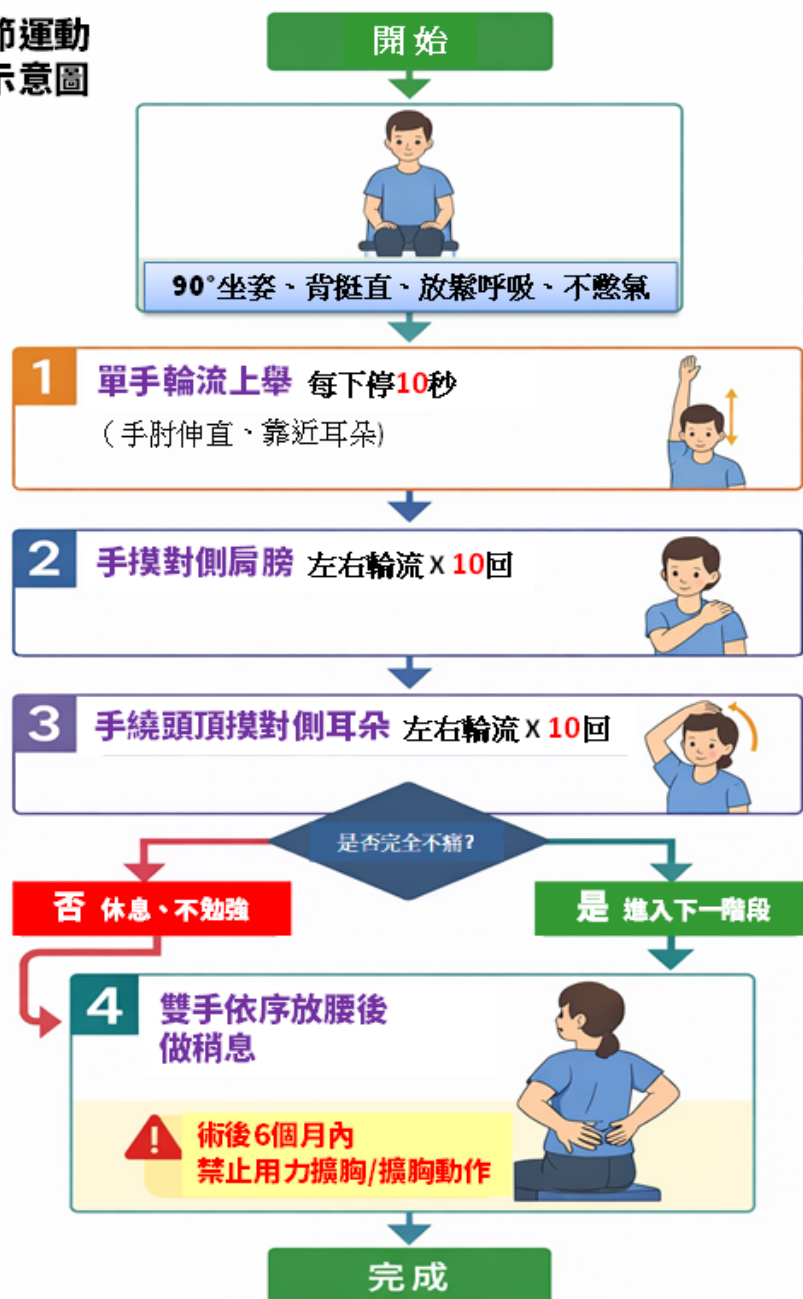 節運動
示意圖
開始
90°坐姿、背挺直、放鬆呼吸、不憋氣
1 單手輪流上舉 每下停10秒
（手肘伸直、靠近耳朵)
2 手摸對側肩膀 左右輪流 X 10回
3 手繞頭頂摸對側耳朵 左右輪流 X 10回
是否完全不痛?
否 休息、不勉強
是 進入下一階段
4 雙手依序放腰後
做稍息
術後6個月內
禁止用力擴胸/擴胸動作
完成